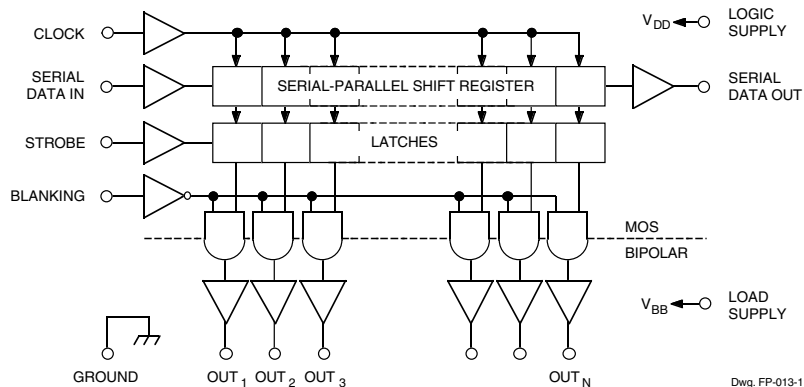 CLOCK
V_DD
LOGIC
SUPPLY
SERIAL
DATA IN
SERIAL-PARALLEL SHIFT REGISTER
SERIAL
DATA OUT
STROBE
LATCHES
BLANKING
MOS
BIPOLAR
V_BB
LOAD
SUPPLY
GROUND
OUT_1
OUT_2
OUT_3
OUT_N
Dwg. FP-013-1